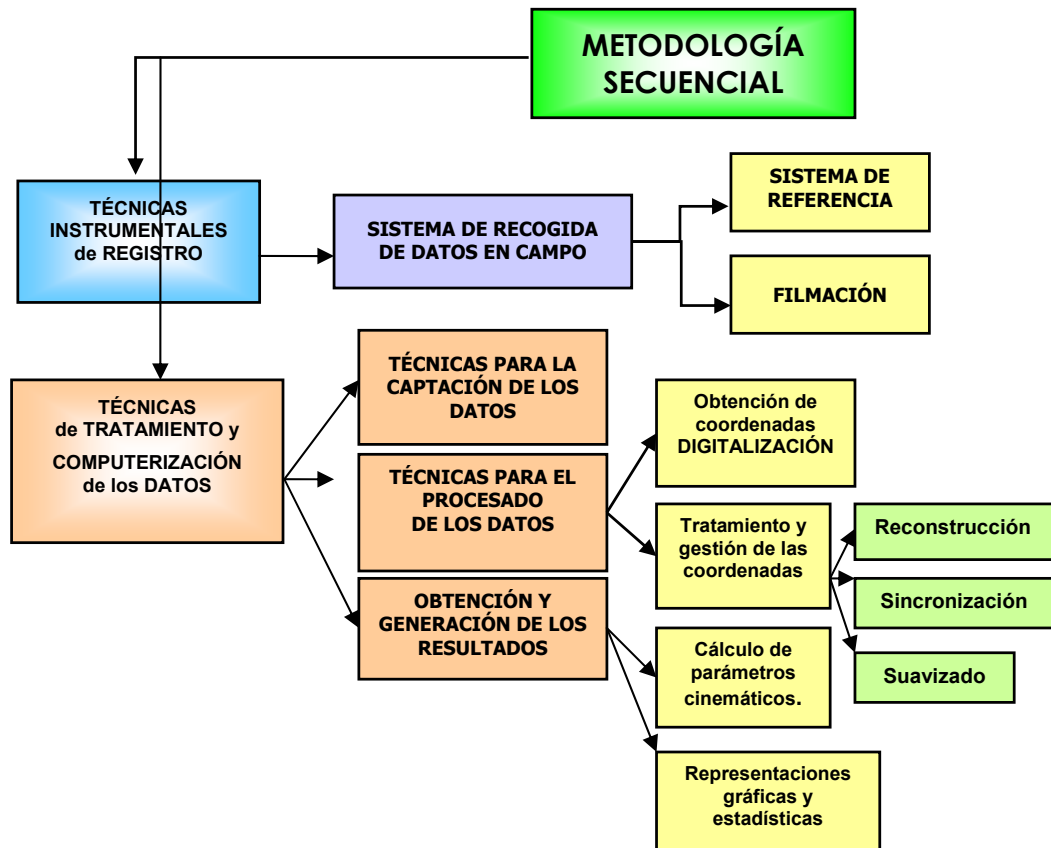 METODOLOGÍA
SECUENCIAL
TÉCNICAS
INSTRUMENTALES
de REGISTRO
SISTEMA DE RECOGIDA
DE DATOS EN CAMPO
SISTEMA DE
REFERENCIA
FILMACIÓN
TÉCNICAS
de TRATAMIENTO y
COMPUTERIZACIÓN
de los DATOS
TÉCNICAS PARA LA
CAPTACIÓN DE LOS
DATOS
TÉCNICAS PARA EL
PROCESADO
DE LOS DATOS
OBTENCIÓN Y
GENERACIÓN DE LOS
RESULTADOS
Obtención de
coordenadas
DIGITALIZACIÓN
Tratamiento y
gestión de las
coordenadas
Reconstrucción
Sincronización
Suavizado
Cálculo de
parámetros
cinemáticos.
Representaciones
gráficas y
estadísticas